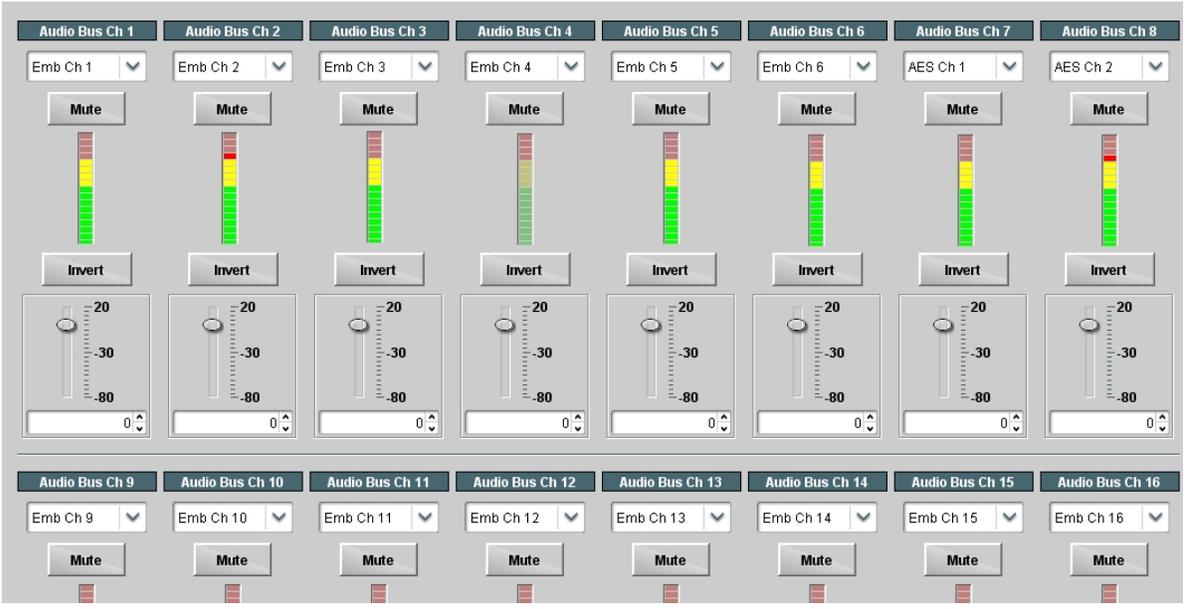 Audio Bus Ch 1 Audio Bus Ch 2 Audio Bus Ch 3 Audio Bus Ch 4 Audio Bus Ch 5 Audio Bus Ch 6 Audio Bus Ch 7 Audio Bus Ch 8
Emb Ch 1 Emb Ch 2 Emb Ch 3 Emb Ch 4 Emb Ch 5 Emb Ch 6 AES Ch 1 AES Ch 2
Mute Mute Mute Mute Mute Mute Mute Mute
Invert Invert Invert Invert Invert Invert Invert Invert
20 20 20 20 20 20 20 20
-30 -30 -30 -30 -30 -30 -30 -30
-80 -80 -80 -80 -80 -80 -80 -80
0 0 0 0 0 0 0 0
Audio Bus Ch 9 Audio Bus Ch 10 Audio Bus Ch 11 Audio Bus Ch 12 Audio Bus Ch 13 Audio Bus Ch 14 Audio Bus Ch 15 Audio Bus Ch 16
Emb Ch 9 Emb Ch 10 Emb Ch 11 Emb Ch 12 Emb Ch 13 Emb Ch 14 Emb Ch 15 Emb Ch 16
Mute Mute Mute Mute Mute Mute Mute Mute